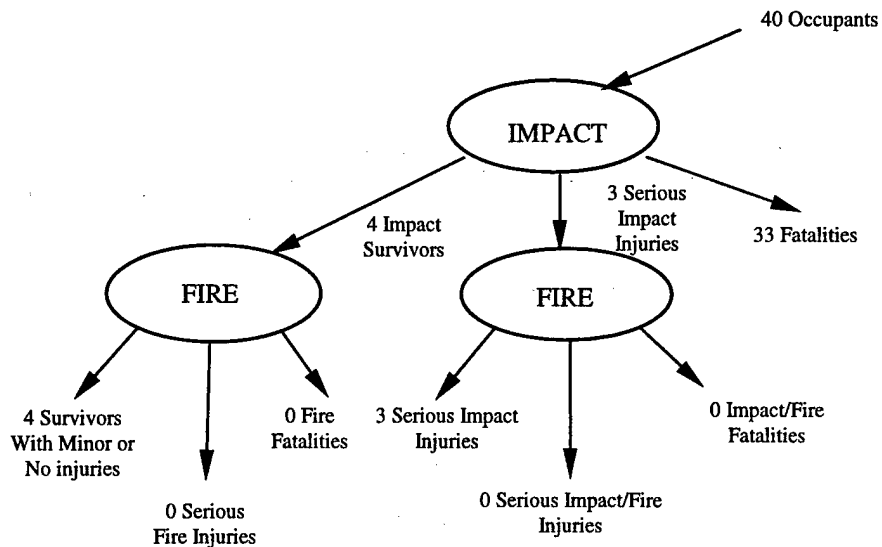 40 Occupants
IMPACT
4 Impact
Survivors
3 Serious
Impact
Injuries
33 Fatalities
FIRE
FIRE
4 Survivors
With Minor or
No injuries
0 Serious
Fire Injuries
0 Fire
Fatalities
3 Serious Impact
Injuries
0 Serious Impact/Fire
Injuries
0 Impact/Fire
Fatalities